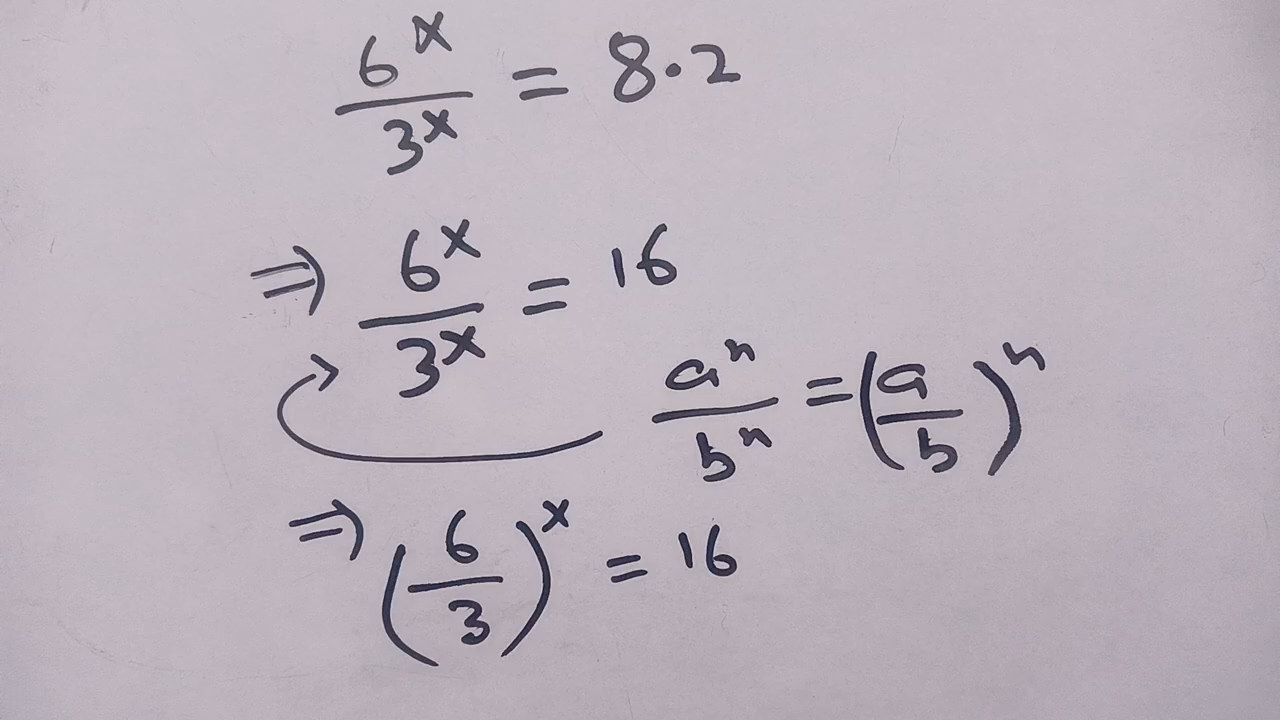 6^x / 3^x = 8·2
⇒ 6^x / 3^x = 16
a^n / b^n = (a / b)^n
⇒ (6 / 3)^x = 16